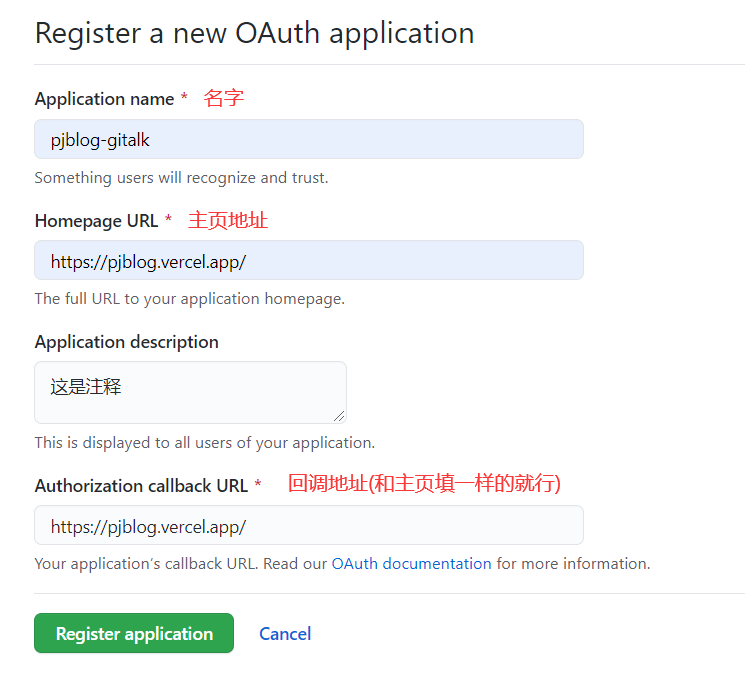 Register a new OAuth application
Application name * 名字
pjblog-gitalk
Something users will recognize and trust.
Homepage URL * 主页地址
https://pjblog.vercel.app/
The full URL to your application homepage.
Application description
这是注释
This is displayed to all users of your application.
Authorization callback URL * 回调地址(和主页填一样的就行)
https://pjblog.vercel.app/
Your application’s callback URL. Read our OAuth documentation for more information.
Register application Cancel